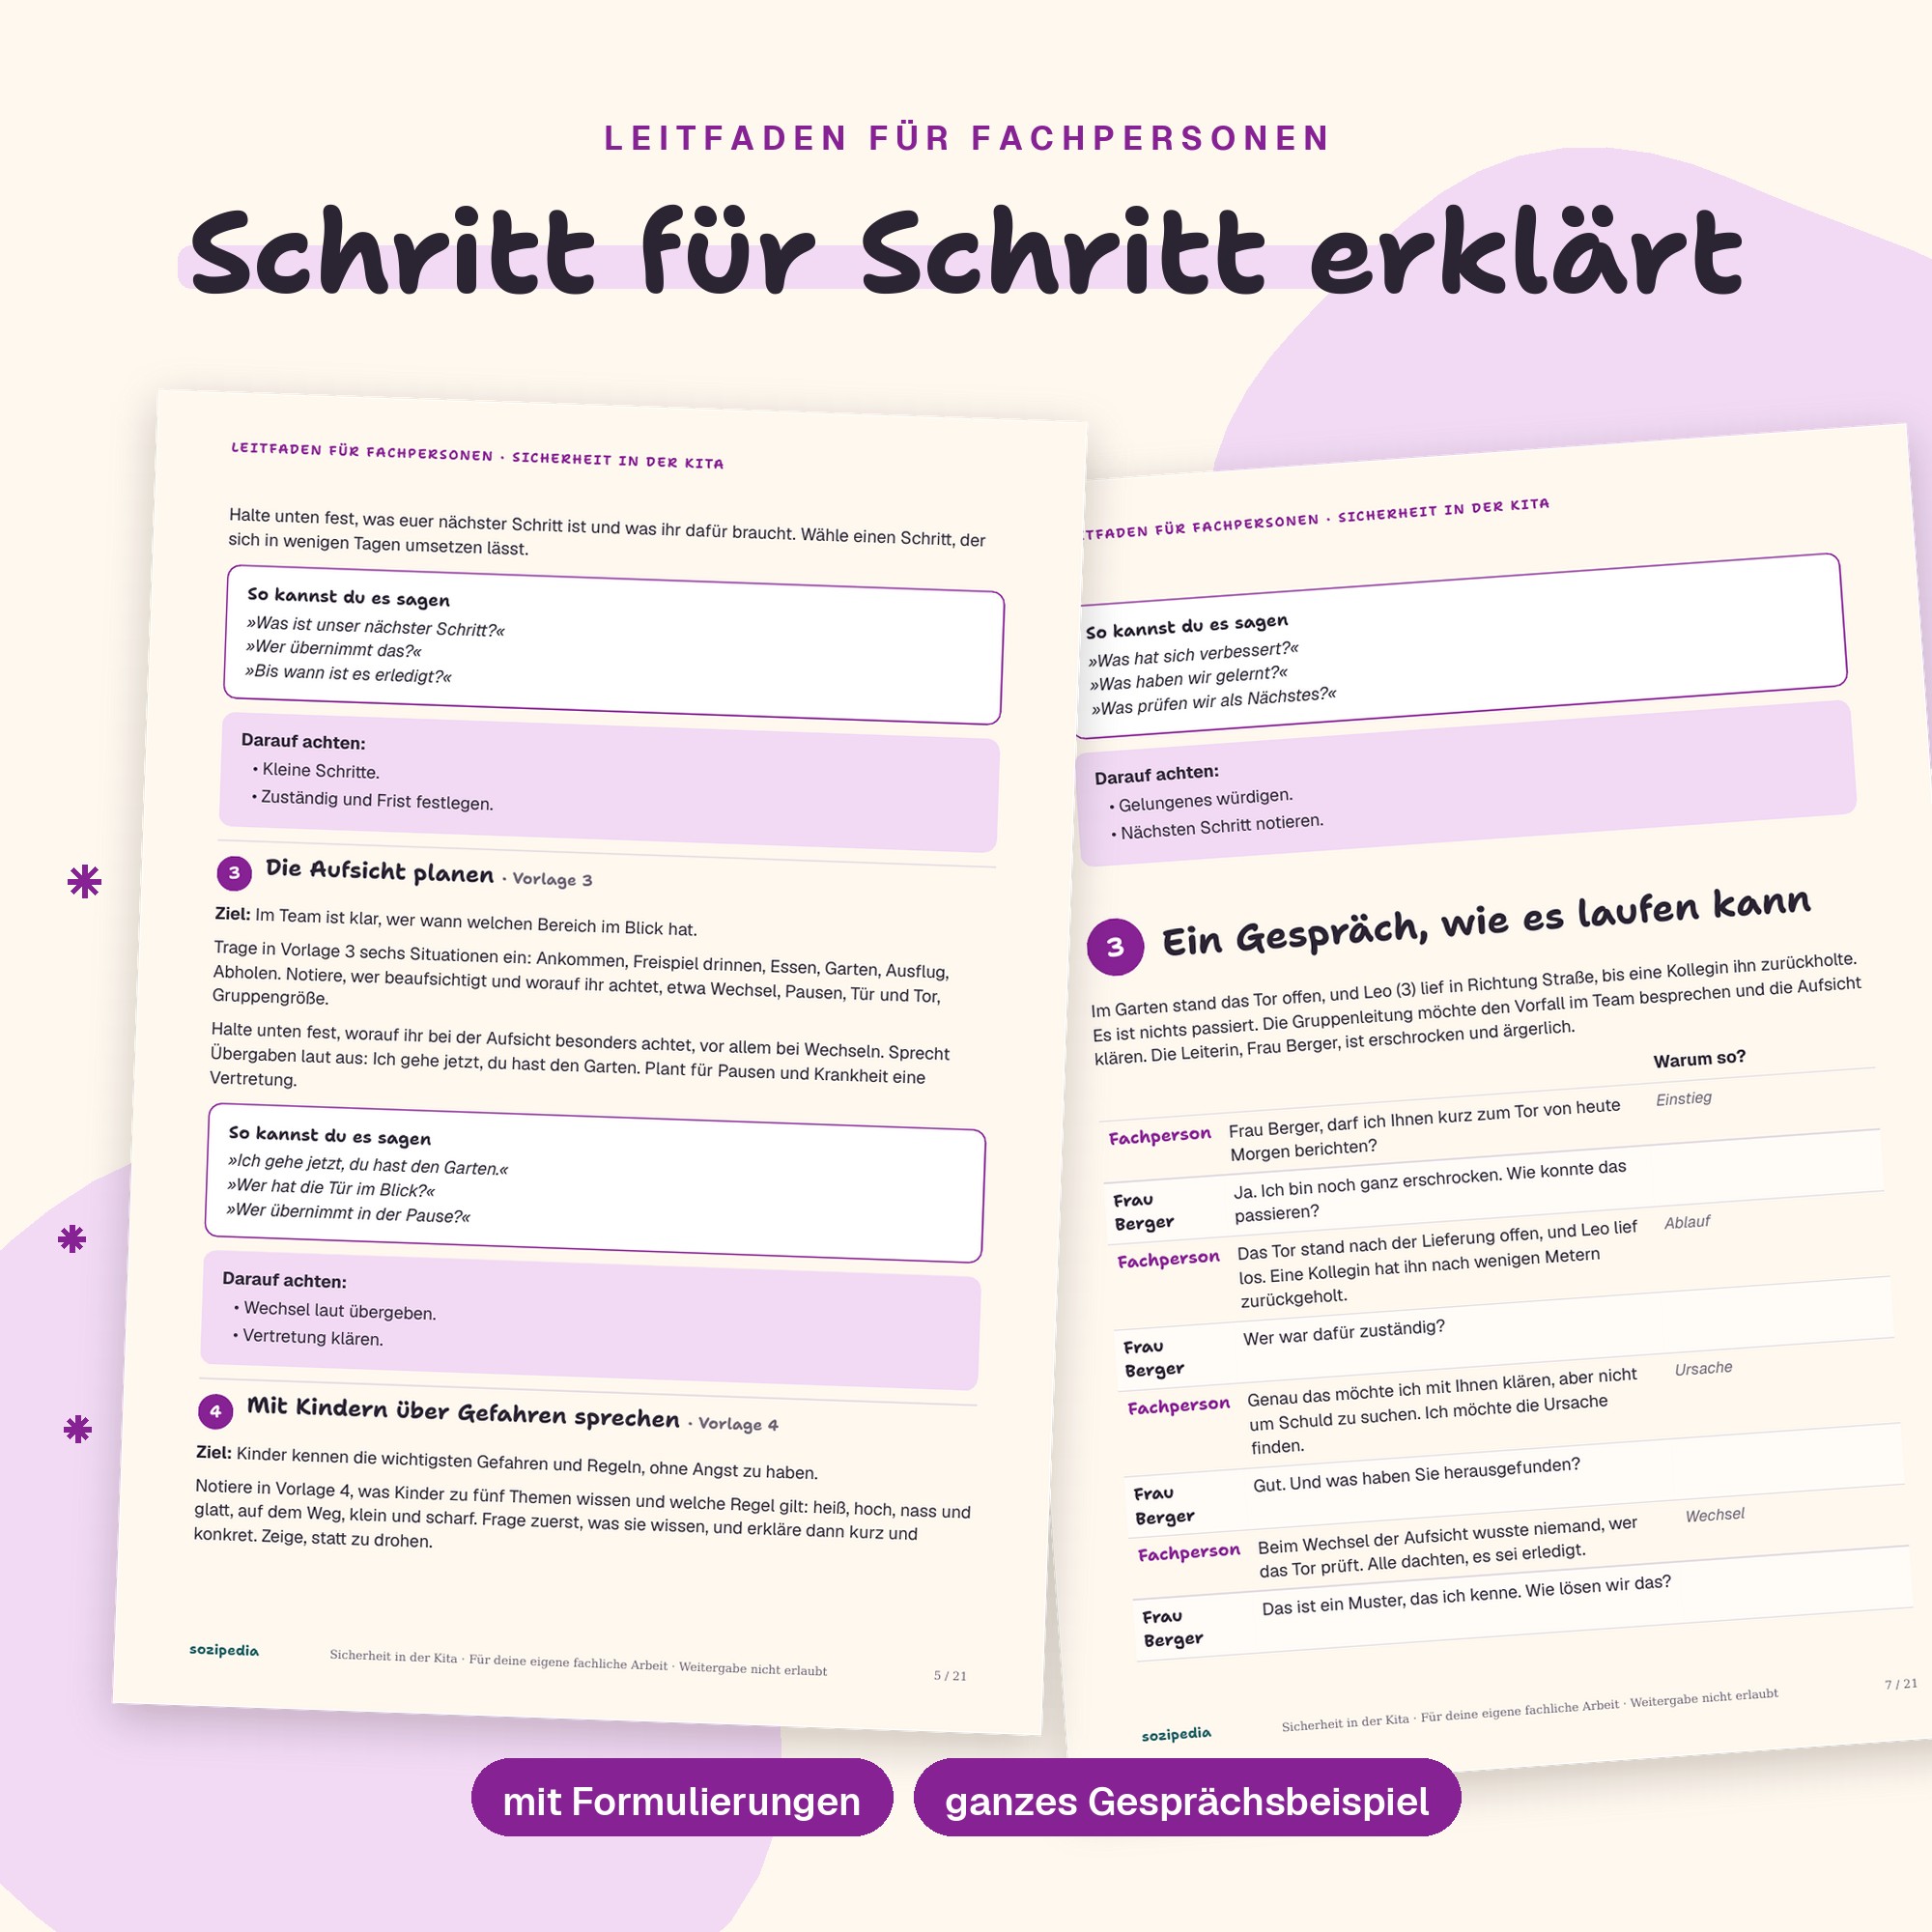 LEITFADEN FÜR FACHPERSONEN
Schritt für Schritt erklärt
LEITFADEN FÜR FACHPERSONEN · SICHERHEIT IN DER KITA
Halte unten fest, was euer nächster Schritt ist und was ihr dafür braucht. Wähle einen Schritt, der
sich in wenigen Tagen umsetzen lässt.
So kannst du es sagen
»Was ist unser nächster Schritt?«
»Wer übernimmt das?«
»Bis wann ist es erledigt?«
Darauf achten:
• Kleine Schritte.
• Zuständig und Frist festlegen.
3 Die Aufsicht planen · Vorlage 3
Ziel: Im Team ist klar, wer wann welchen Bereich im Blick hat.
Trage in Vorlage 3 sechs Situationen ein: Ankommen, Freispiel drinnen, Essen, Garten, Ausflug,
Abholen. Notiere, wer beaufsichtigt und worauf ihr achtet, etwa Wechsel, Pausen, Tür und Tor,
Gruppengröße.
Halte unten fest, worauf ihr bei der Aufsicht besonders achtet, vor allem bei Wechseln. Sprecht
Übergaben laut aus: Ich gehe jetzt, du hast den Garten. Plant für Pausen und Krankheit eine
Vertretung.
So kannst du es sagen
»Ich gehe jetzt, du hast den Garten.«
»Wer hat die Tür im Blick?«
»Wer übernimmt in der Pause?«
Darauf achten:
• Wechsel laut übergeben.
• Vertretung klären.
4 Mit Kindern über Gefahren sprechen · Vorlage 4
Ziel: Kinder kennen die wichtigsten Gefahren und Regeln, ohne Angst zu haben.
Notiere in Vorlage 4, was Kinder zu fünf Themen wissen und welche Regel gilt: heiß, hoch, nass und
glatt, auf dem Weg, klein und scharf. Frage zuerst, was sie wissen, und erkläre dann kurz und
konkret. Zeige, statt zu drohen.
sozipedia Sicherheit in der Kita · Für deine eigene fachliche Arbeit · Weitergabe nicht erlaubt 5 / 21
TFADEN FÜR FACHPERSONEN · SICHERHEIT IN DER KITA
So kannst du es sagen
»Was hat sich verbessert?«
»Was haben wir gelernt?«
»Was prüfen wir als Nächstes?«
Darauf achten:
• Gelungenes würdigen.
• Nächsten Schritt notieren.
3 Ein Gespräch, wie es laufen kann
Im Garten stand das Tor offen, und Leo (3) lief in Richtung Straße, bis eine Kollegin ihn zurückholte.
Es ist nichts passiert. Die Gruppenleitung möchte den Vorfall im Team besprechen und die Aufsicht
klären. Die Leiterin, Frau Berger, ist erschrocken und ärgerlich.
Warum so?
Fachperson Frau Berger, darf ich Ihnen kurz zum Tor von heute Einstieg
Morgen berichten?
Frau Ja. Ich bin noch ganz erschrocken. Wie konnte das
Berger passieren?
Fachperson Das Tor stand nach der Lieferung offen, und Leo lief Ablauf
los. Eine Kollegin hat ihn nach wenigen Metern
zurückgeholt.
Frau Wer war dafür zuständig?
Berger
Fachperson Genau das möchte ich mit Ihnen klären, aber nicht Ursache
um Schuld zu suchen. Ich möchte die Ursache
finden.
Frau Gut. Und was haben Sie herausgefunden?
Berger
Fachperson Beim Wechsel der Aufsicht wusste niemand, wer Wechsel
das Tor prüft. Alle dachten, es sei erledigt.
Frau Das ist ein Muster, das ich kenne. Wie lösen wir das?
Berger
sozipedia Sicherheit in der Kita · Für deine eigene fachliche Arbeit · Weitergabe nicht erlaubt 7 / 21
mit Formulierungen ganzes Gesprächsbeispiel